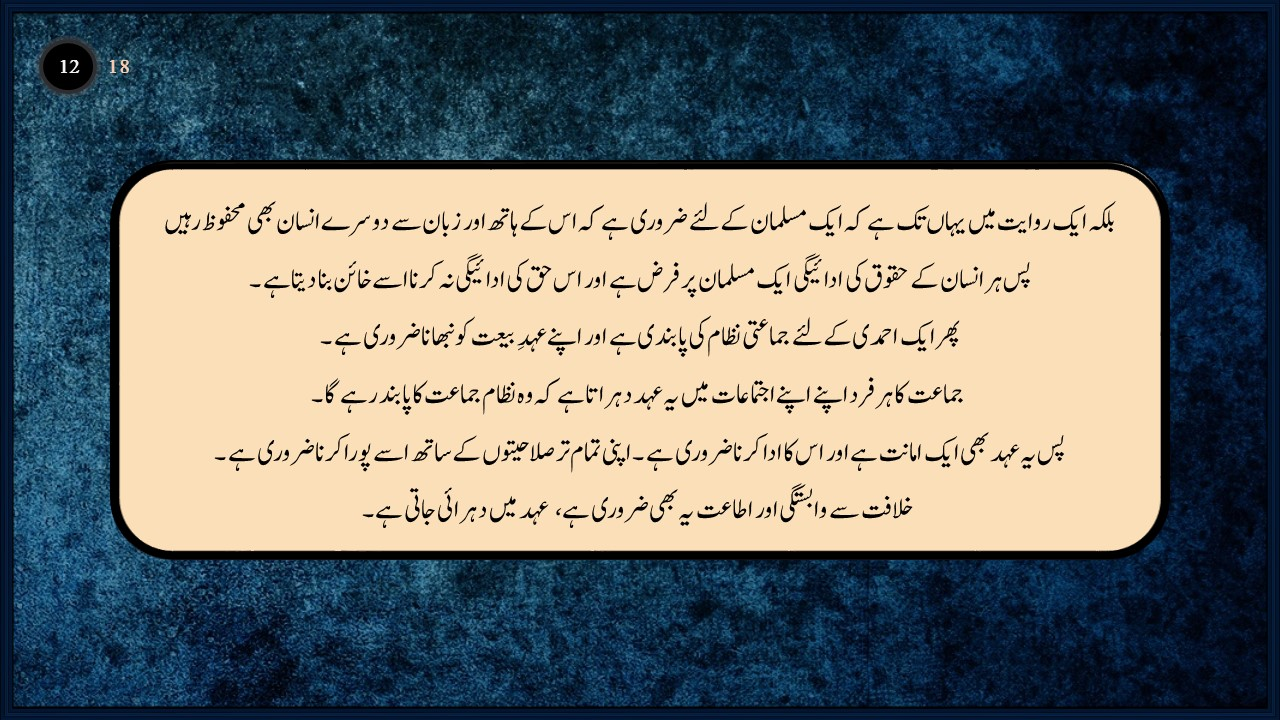 12 18
بلکہ ایک روایت میں یہاں تک ہے کہ ایک مسلمان کے لئے ضروری ہے کہ اس کے ہاتھ اور زبان سے دوسرے انسان بھی محفوظ رہیں
پس ہر انسان کے حقوق کی ادائیگی ایک مسلمان پر فرض ہے اور اس حق کی ادائیگی نہ کرنا اسے خائن بنا دیتا ہے۔
پھر ایک احمدی کے لئے جماعتی نظام کی پابندی ہے اور اپنے عہدِ بیعت کو نبھانا ضروری ہے۔
جماعت کا ہر فرد اپنے اپنے اجتماعات میں یہ عہد دہراتا ہے کہ وہ نظام جماعت کا پابند رہے گا۔
پس یہ عہد بھی ایک امانت ہے اور اس کا ادا کرنا ضروری ہے۔ اپنی تمام تر صلاحیتوں کے ساتھ اسے پورا کرنا ضروری ہے۔
خلافت سے وابستگی اور اطاعت یہ بھی ضروری ہے، عہد میں دہرائی جاتی ہے۔